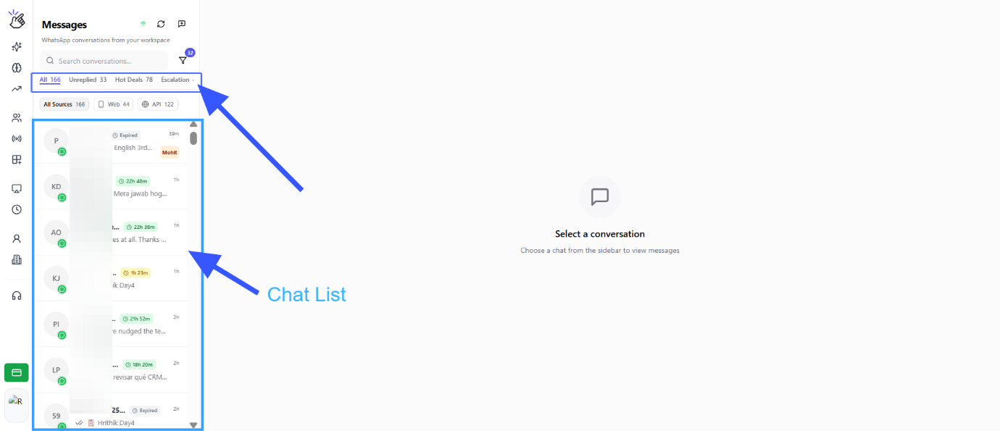 Messages
WhatsApp conversations from your workspace
Search conversations...
32
All 166 Unreplied 33 Hot Deals 78 Escalation
All Sources 166 Web 44 API 122
P Expired 39m
English 3rd...
Mohit
KD 22h 48m 1h
Mera jawab hog...
AO e... 22h 38m 1h
es at all. Thanks ...
KJ ... 1h 23m 1h
ik Day4
PI ... 21h 52m 2h
e nudged the te...
LP ... 18h 20m 2h
revisar qué CRM...
59 25... Expired 2h
Hrithik Day4
R
Select a conversation
Choose a chat from the sidebar to view messages
Chat List